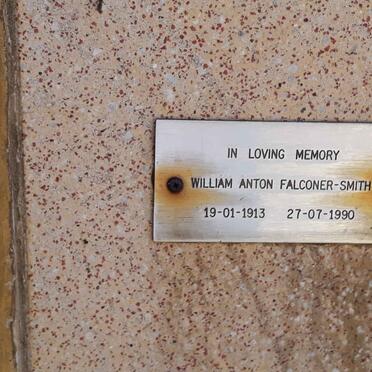 IN LOVING MEMORY
WILLIAM ANTON FALCONER-SMITH
19-01-1913 27-07-1990